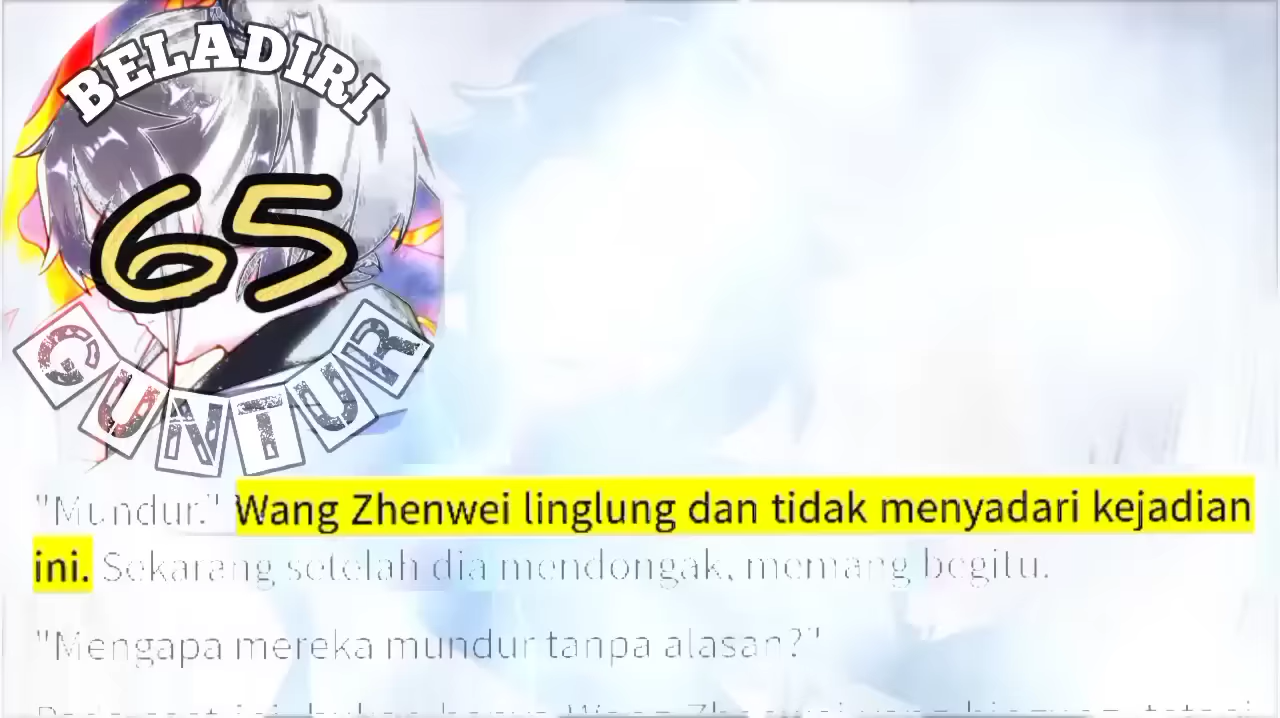 BELADIRI
65
GUNTUR
"Mundur." Wang Zhenwei linglung dan tidak menyadari kejadian
ini. Sekarang setelah dia mendongak, memang begitu.
"Mengapa mereka mundur tanpa alasan?"